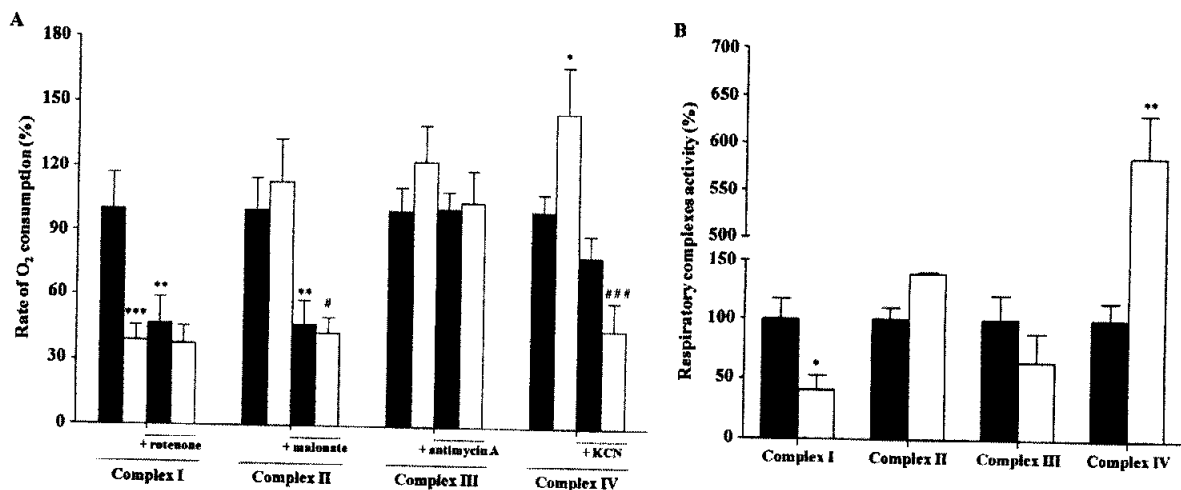 A
Rate of O₂ consumption (%)
180
150
120
90
60
30
0
***
**
**
#
*
###
+ rotenone
+ malonate
+ antimycin A
+ KCN
Complex I
Complex II
Complex III
Complex IV
B
Respiratory complexes activity (%)
700
650
600
550
500
150
100
50
0
*
**
Complex I
Complex II
Complex III
Complex IV